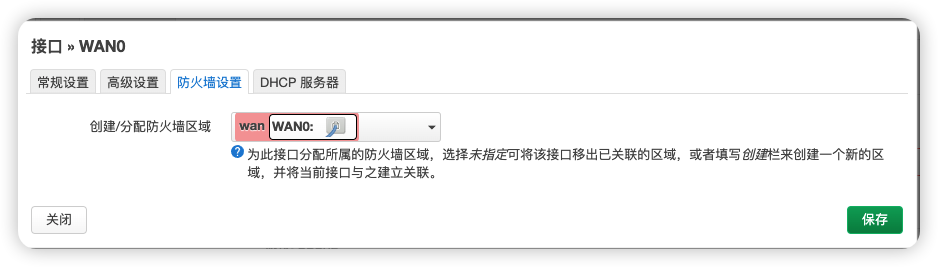 接口 » WAN0
常规设置 高级设置 防火墙设置 DHCP 服务器
创建/分配防火墙区域 wan WAN0:
为此接口分配所属的防火墙区域，选择未指定可将该接口移出已关联的区域，或者填写创建栏来创建一个新的区
域，并将当前接口与之建立关联。
关闭 保存